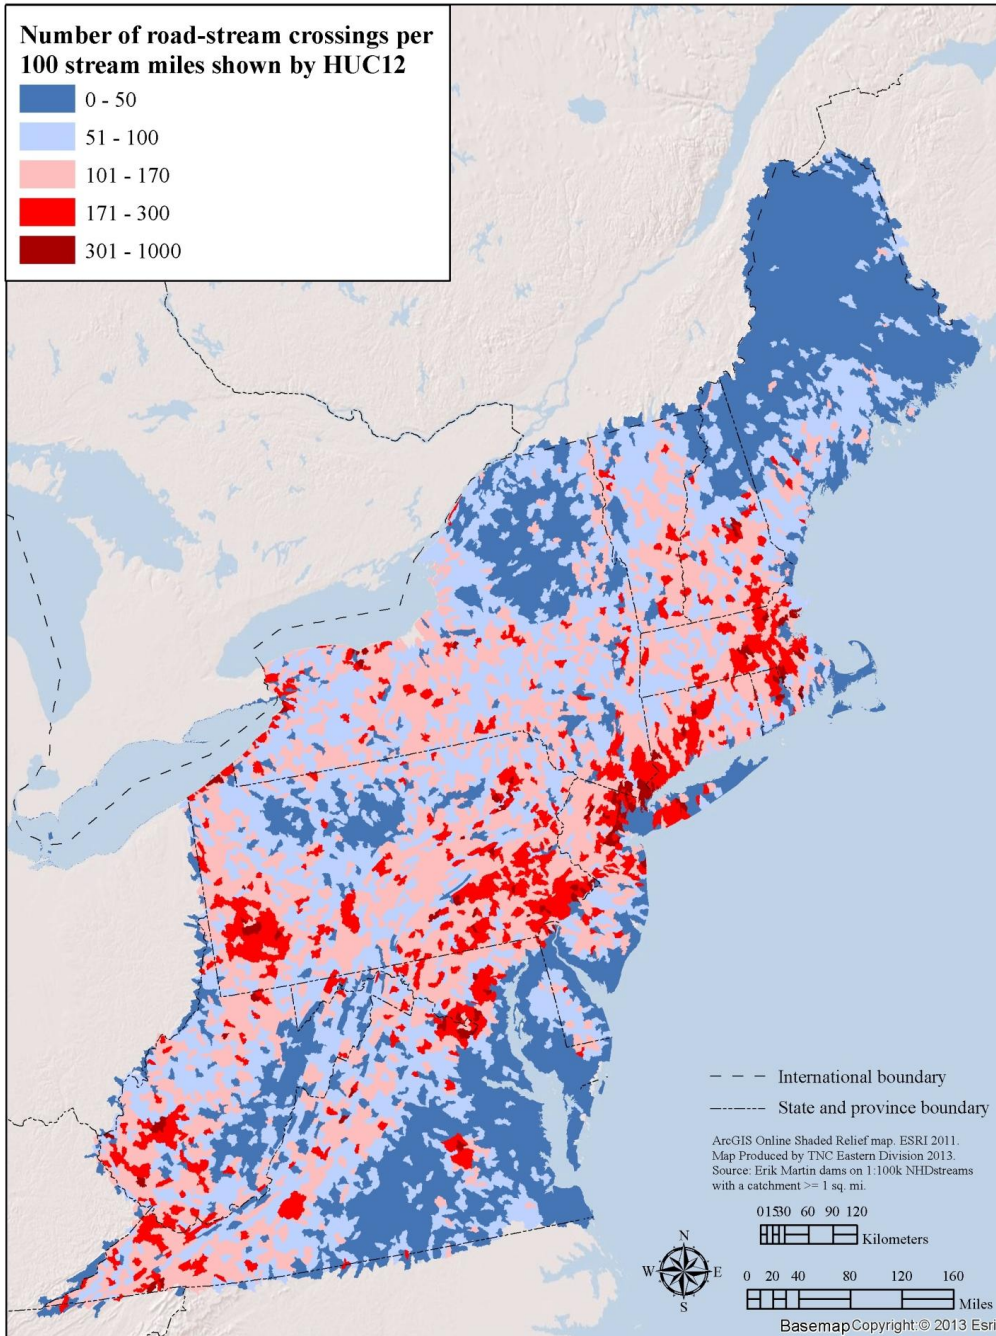 Number of road-stream crossings per
100 stream miles shown by HUC12
0 - 50
51 - 100
101 - 170
171 - 300
301 - 1000
International boundary
State and province boundary
ArcGIS Online Shaded Relief map. ESRI 2011.
Map Produced by TNC Eastern Division 2013.
Source: Erik Martin dams on 1:100k NHDstreams
with a catchment >= 1 sq. mi.
0 15 30 60 90 120
Kilometers
N
W E
S
0 20 40 80 120 160
Miles
Basemap Copyright:© 2013 Esri